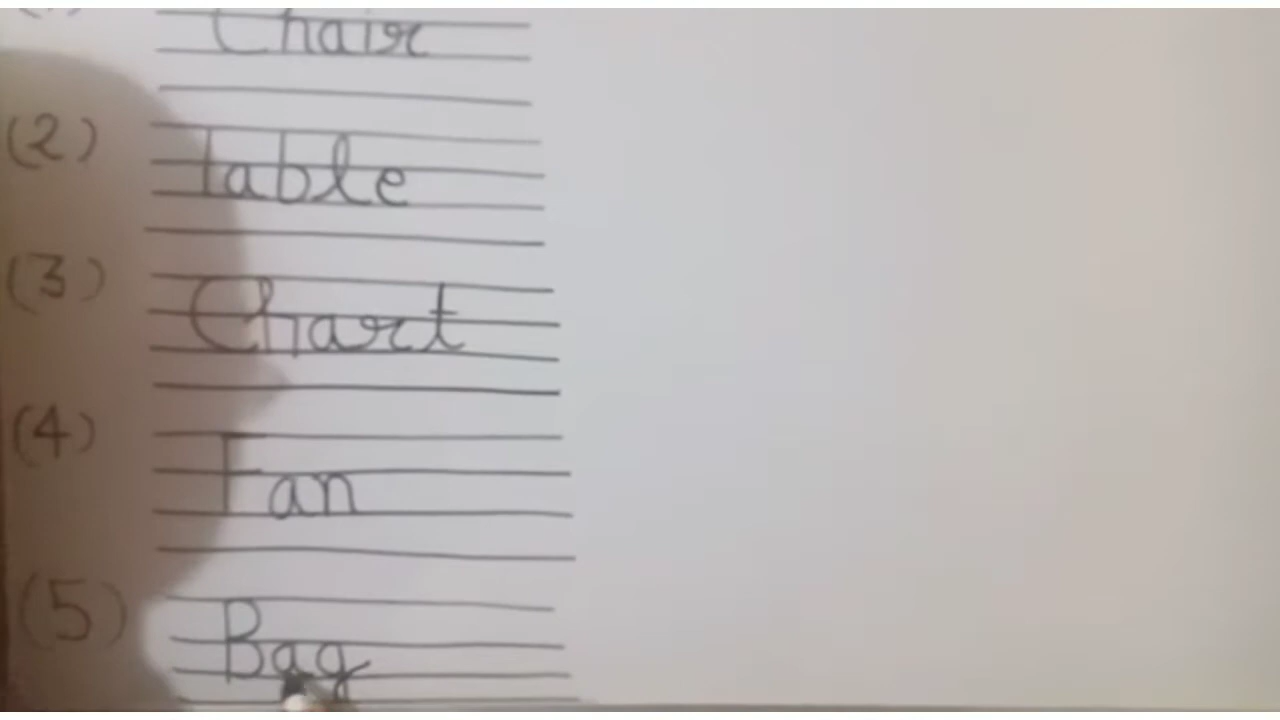 Chair
(2) Table
(3) Chart
(4) Fan
(5) Bag